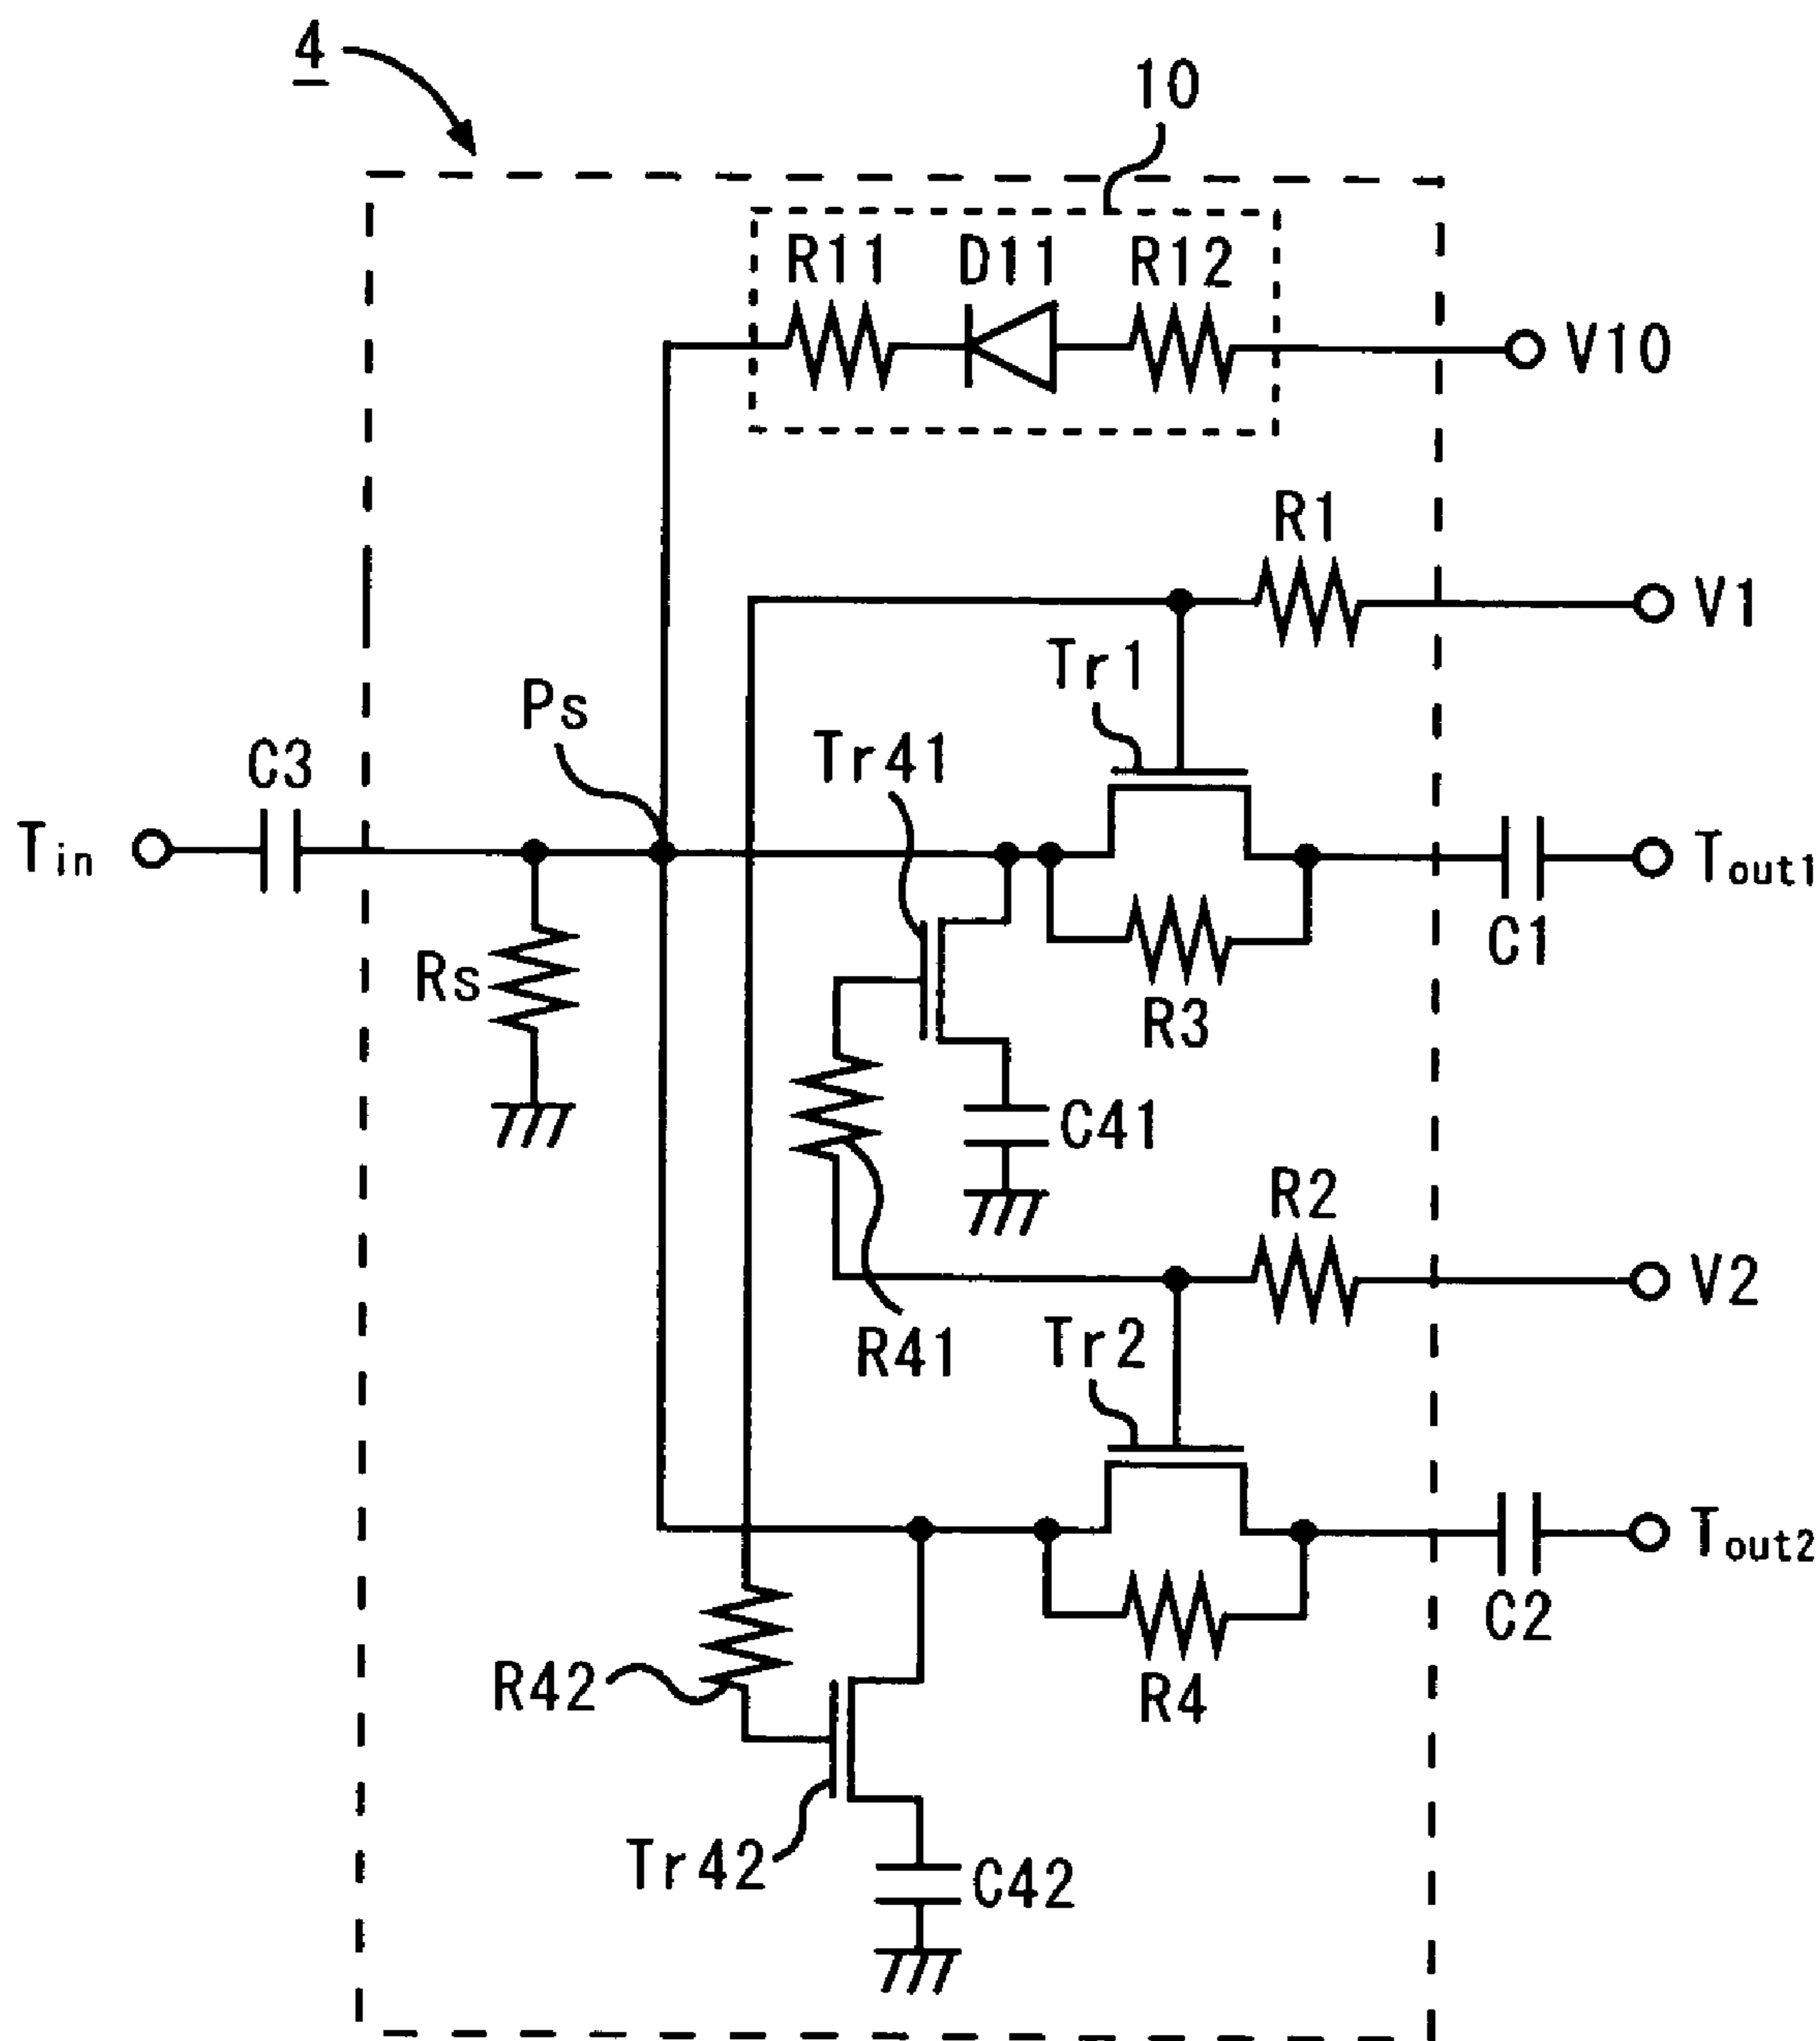 4
10
R11 D11 R12
V10
R1
V1
Tr1
Ps
Tr41
C3
Tin
Tout1
C1
Rs
R3
C41
R2
V2
R41
Tr2
Tout2
C2
R42
R4
Tr42
C42